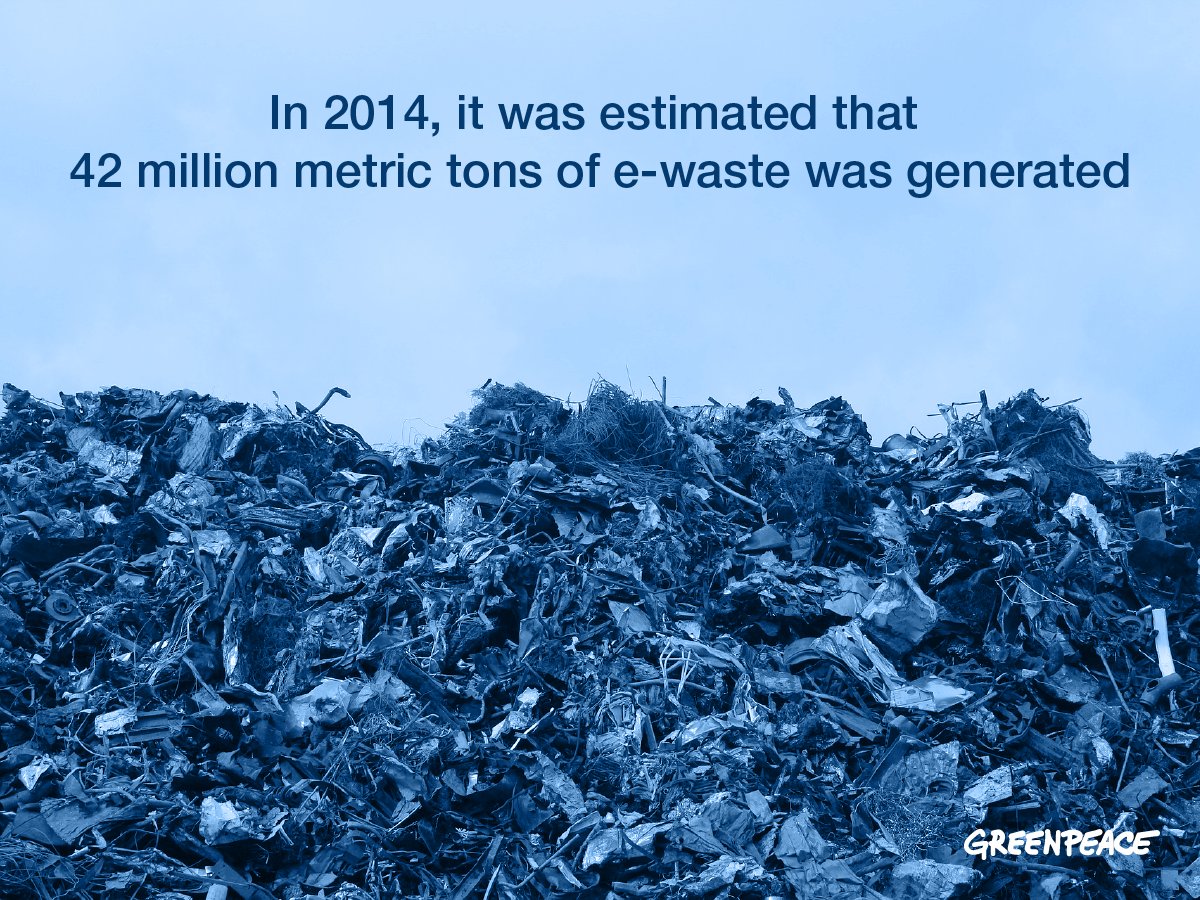 In 2014, it was estimated that
42 million metric tons of e-waste was generated
GREENPEACE